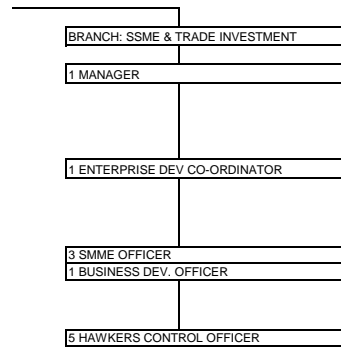 BRANCH: SSME & TRADE INVESTMENT
1 MANAGER
1 ENTERPRISE DEV CO-ORDINATOR
3 SMME OFFICER
1 BUSINESS DEV. OFFICER
5 HAWKERS CONTROL OFFICER